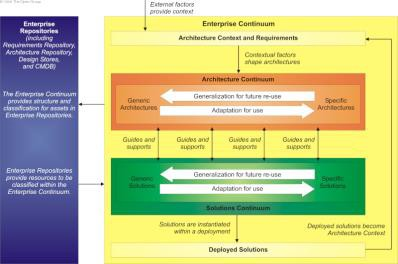 © 2009 The Open Group
Enterprise
Repositories
(including
Requirements Repository,
Architecture Repository,
Design Stores,
and CMDB)
The Enterprise Continuum
provides structure and
classification for assets in
Enterprise Repositories.
Enterprise Repositories
provide resources to be
classified within the
Enterprise Continuum.
External factors
provide context
Enterprise Continuum
Architecture Context and Requirements
Contextual factors
shape architectures
Architecture Continuum
Generic
Architectures
Generalization for future re-use
Adaptation for use
Specific
Architectures
Guides and
supports
Guides and
supports
Guides and
supports
Guides and
supports
Generic
Solutions
Generalization for future re-use
Adaptation for use
Specific
Solutions
Solutions Continuum
Solutions are instantiated
within a deployment
Deployed solutions become
Architecture Context
Deployed Solutions